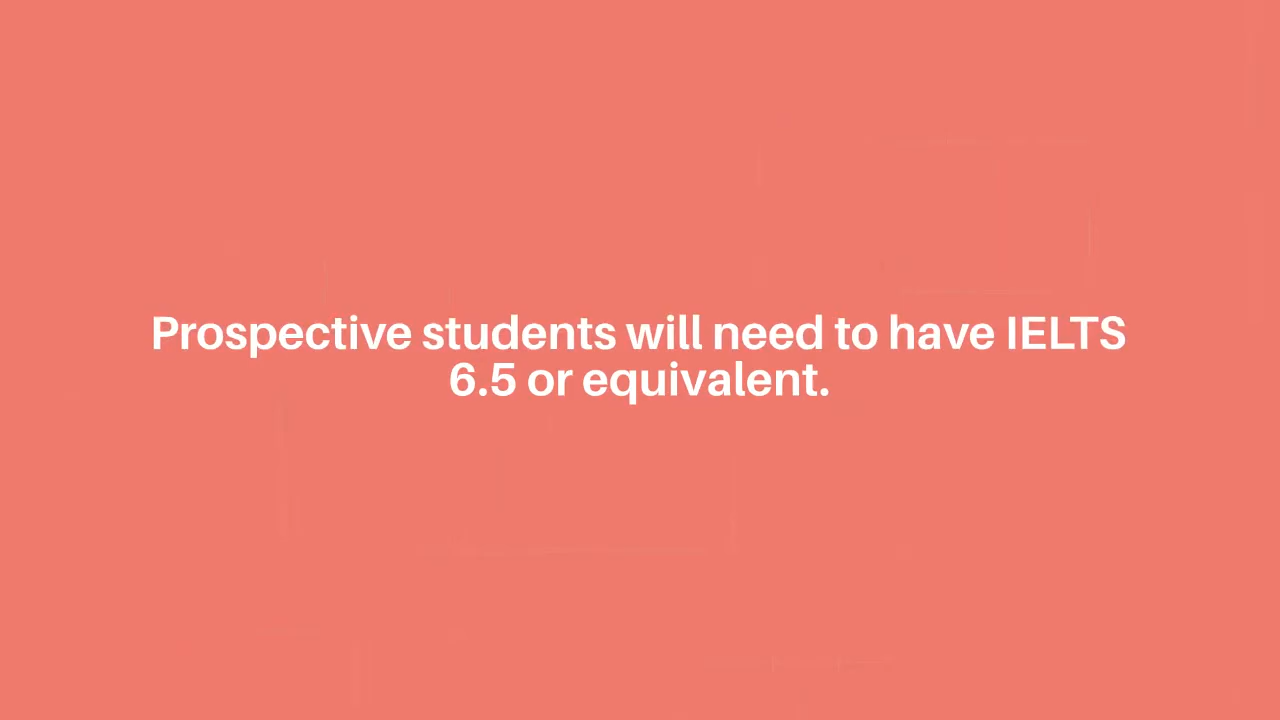 Prospective students will need to have IELTS
6.5 or equivalent.